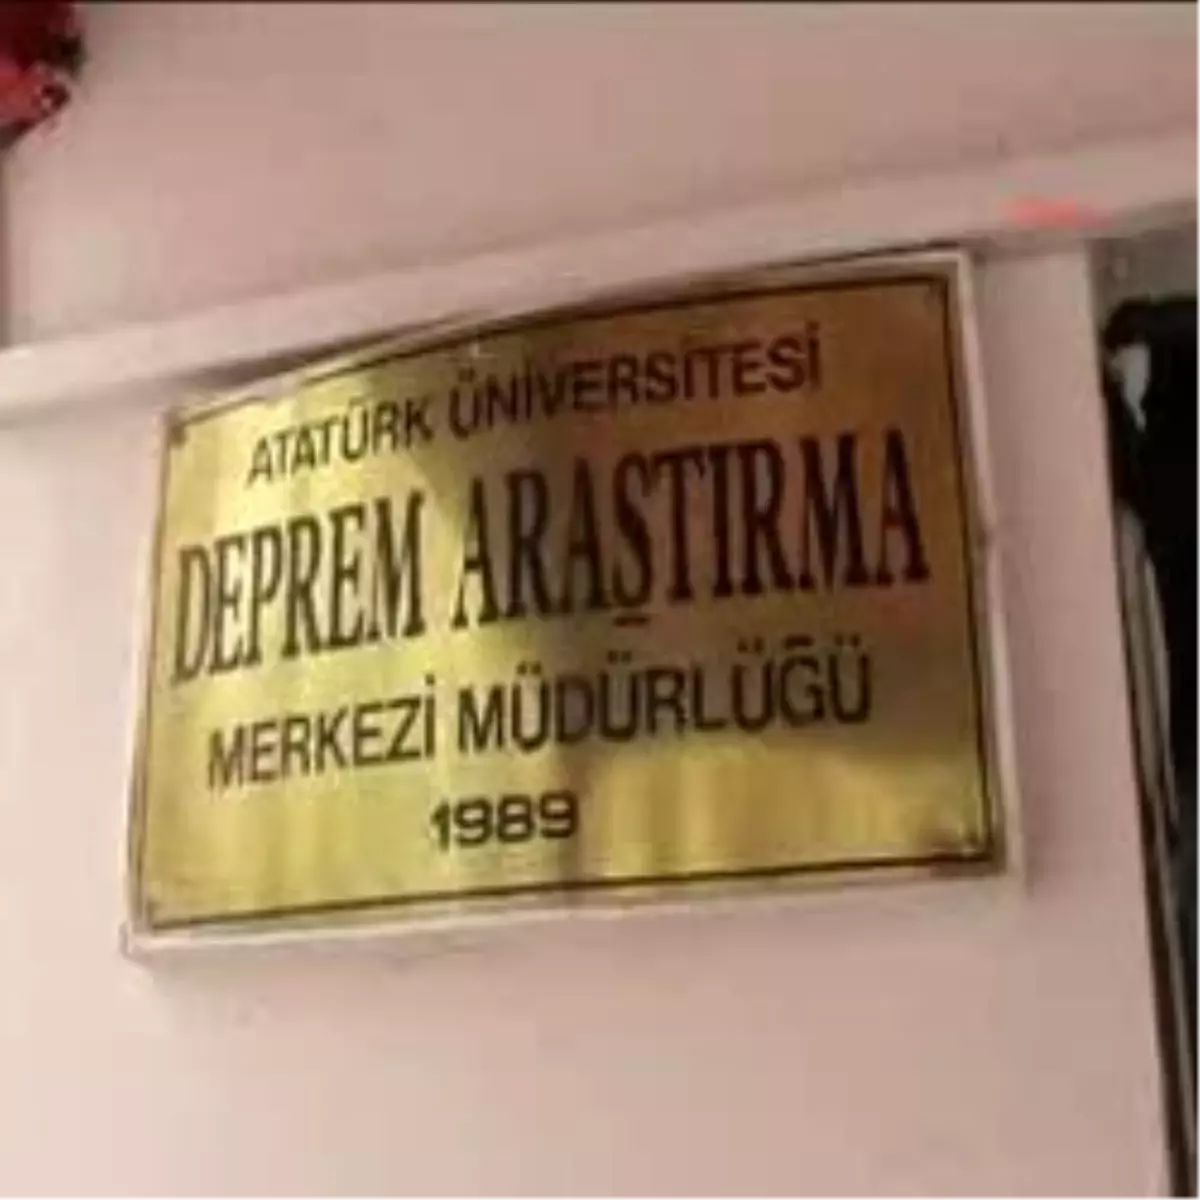 ATATÜRK ÜNİVERSİTESİ
DEPREM ARAŞTIRMA
MERKEZİ MÜDÜRLÜĞÜ
1989